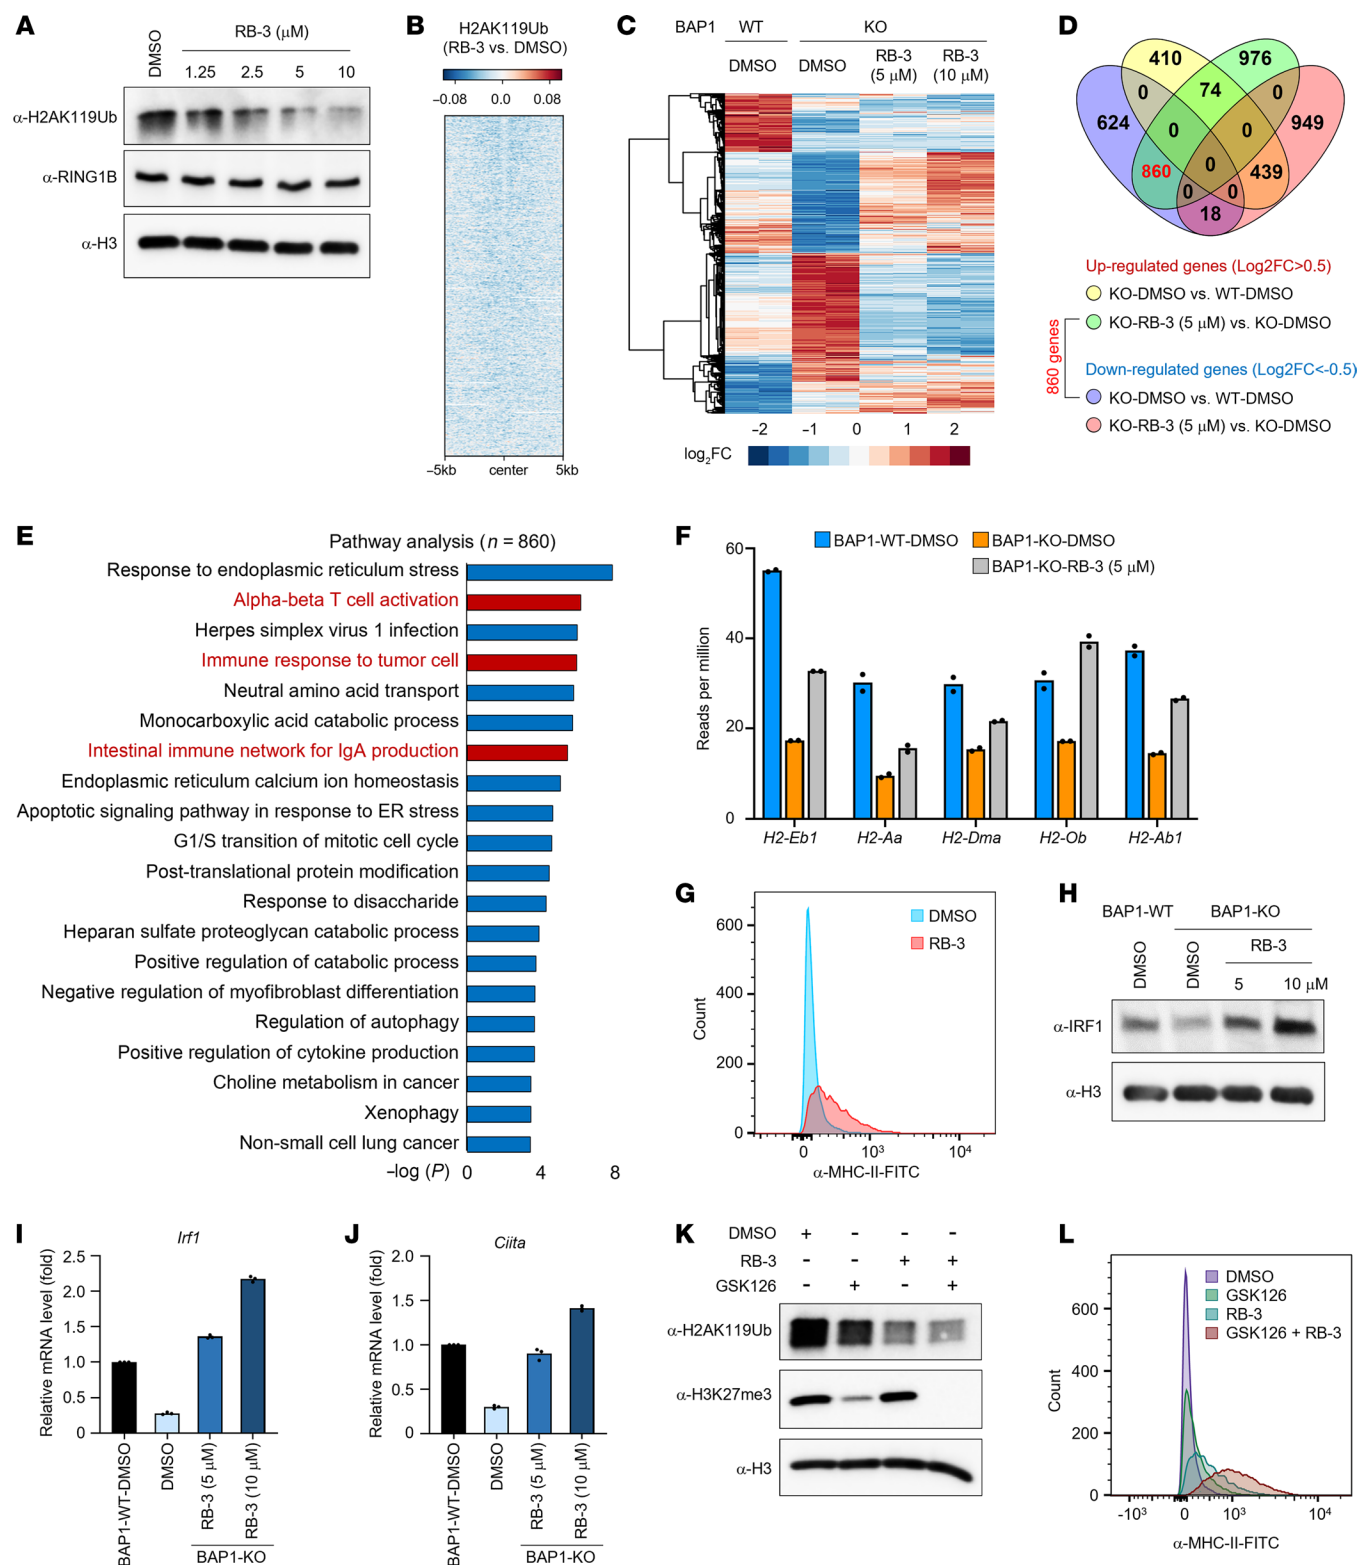 A
DMSO
RB-3 (μM)
1.25 2.5 5 10
α-H2AK119Ub
α-RING1B
α-H3
B
H2AK119Ub
(RB-3 vs. DMSO)
−0.08 0.0 0.08
−5kb center 5kb
C
BAP1 WT KO
DMSO DMSO RB-3 (5 μM) RB-3 (10 μM)
−2 −1 0 1 2
log2FC
D
410 976
0 74 0
624 0 0 949
860 0 439
0 0
18
Up-regulated genes (Log2FC>0.5)
KO-DMSO vs. WT-DMSO
KO-RB-3 (5 μM) vs. KO-DMSO
860 genes
Down-regulated genes (Log2FC<-0.5)
KO-DMSO vs. WT-DMSO
KO-RB-3 (5 μM) vs. KO-DMSO
E
Pathway analysis (n = 860)
Response to endoplasmic reticulum stress
Alpha-beta T cell activation
Herpes simplex virus 1 infection
Immune response to tumor cell
Neutral amino acid transport
Monocarboxylic acid catabolic process
Intestinal immune network for IgA production
Endoplasmic reticulum calcium ion homeostasis
Apoptotic signaling pathway in response to ER stress
G1/S transition of mitotic cell cycle
Post-translational protein modification
Response to disaccharide
Heparan sulfate proteoglycan catabolic process
Positive regulation of catabolic process
Negative regulation of myofibroblast differentiation
Regulation of autophagy
Positive regulation of cytokine production
Choline metabolism in cancer
Xenophagy
Non-small cell lung cancer
−log (P) 0 4 8
F
BAP1-WT-DMSO BAP1-KO-DMSO
BAP1-KO-RB-3 (5 μM)
Reads per million
60
40
20
0
H2-Eb1 H2-Aa H2-Dma H2-Ob H2-Ab1
G
DMSO
RB-3
Count
600
400
200
0
0 10³ 10⁴
α-MHC-II-FITC
H
BAP1-WT BAP1-KO
RB-3
DMSO DMSO 5 10 μM
α-IRF1
α-H3
I
Irf1
Relative mRNA level (fold)
2.5
2.0
1.5
1.0
0.5
0
BAP1-WT-DMSO DMSO RB-3 (5 μM) RB-3 (10 μM)
BAP1-KO
J
Ciita
Relative mRNA level (fold)
2.0
1.5
1.0
0.5
0
BAP1-WT-DMSO DMSO RB-3 (5 μM) RB-3 (10 μM)
BAP1-KO
K
DMSO + - - -
RB-3 - - + +
GSK126 - + - +
α-H2AK119Ub
α-H3K27me3
α-H3
L
DMSO
GSK126
RB-3
GSK126 + RB-3
Count
600
400
200
0
-10³ 0 10³ 10⁴
α-MHC-II-FITC